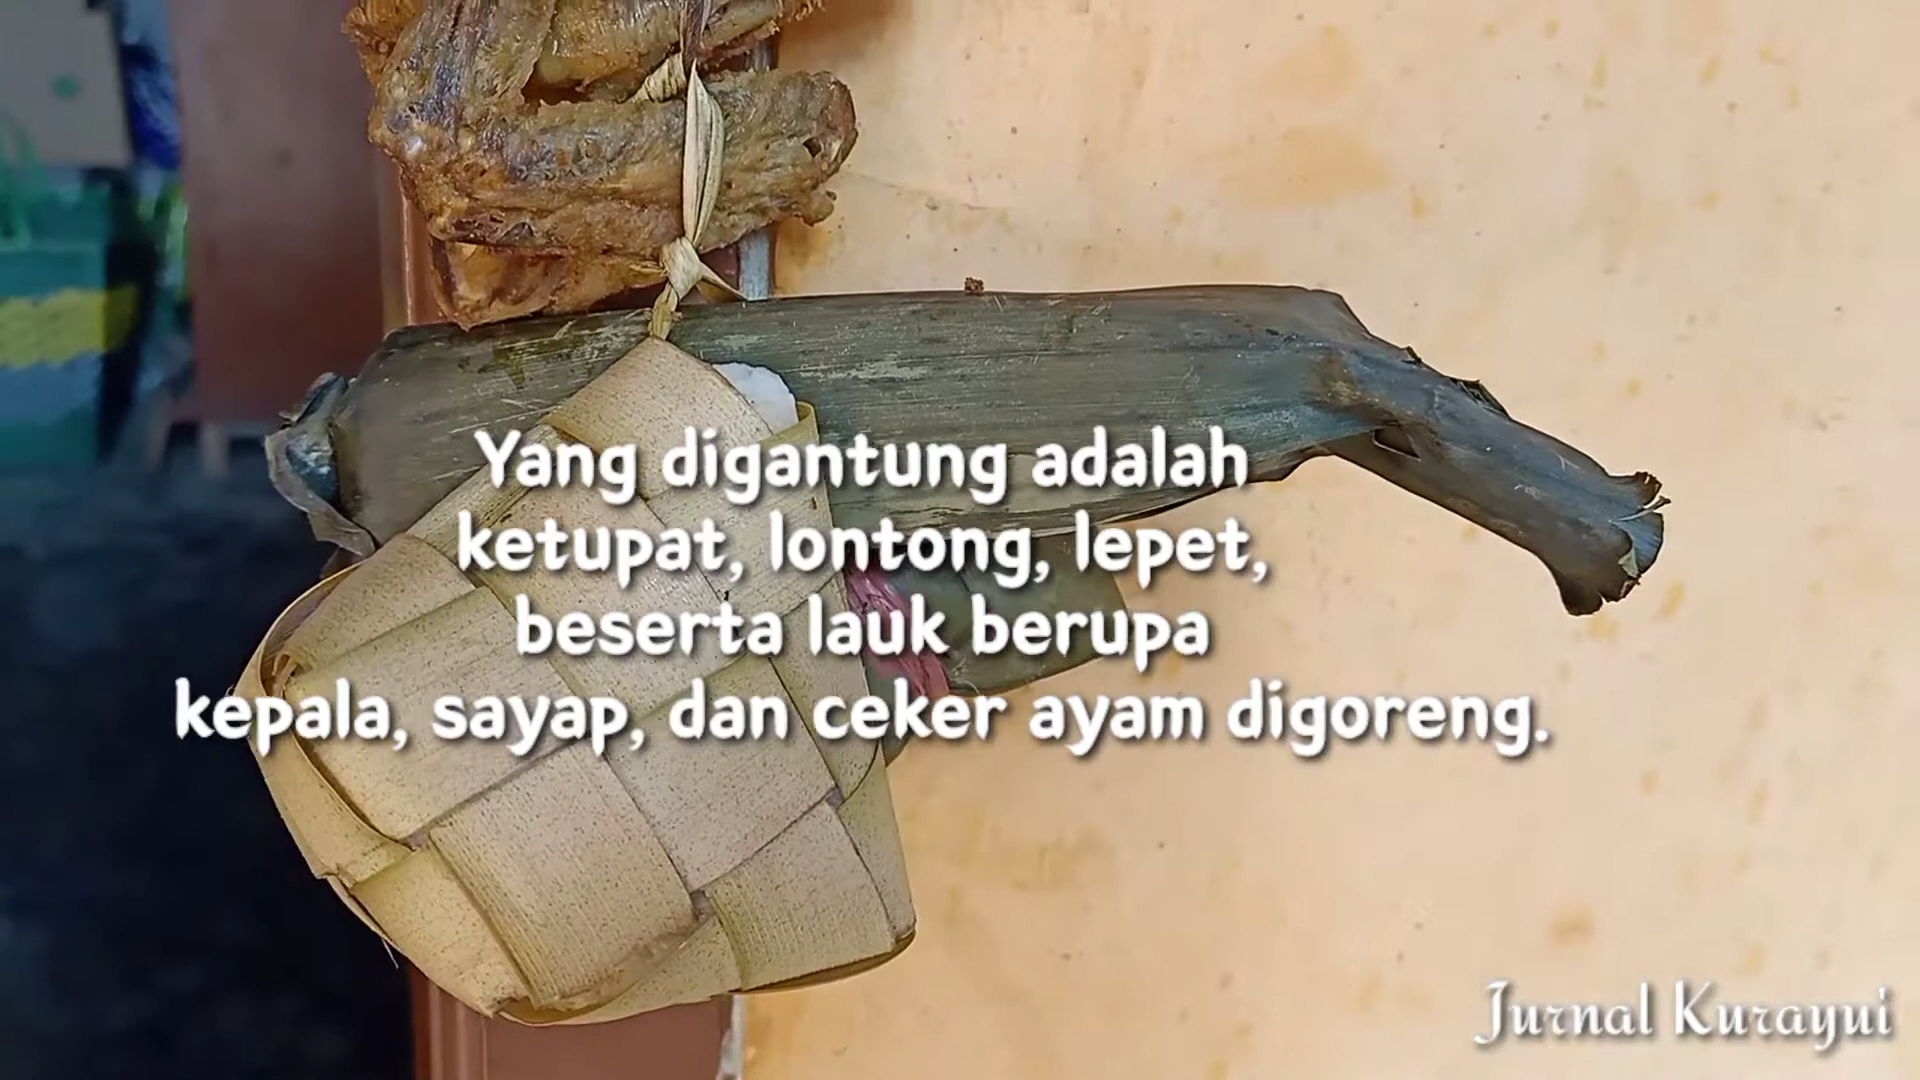 Yang digantung adalah
ketupat, lontong, lepet,
beserta lauk berupa
kepala, sayap, dan ceker ayam digoreng.
Jurnal Kurayui